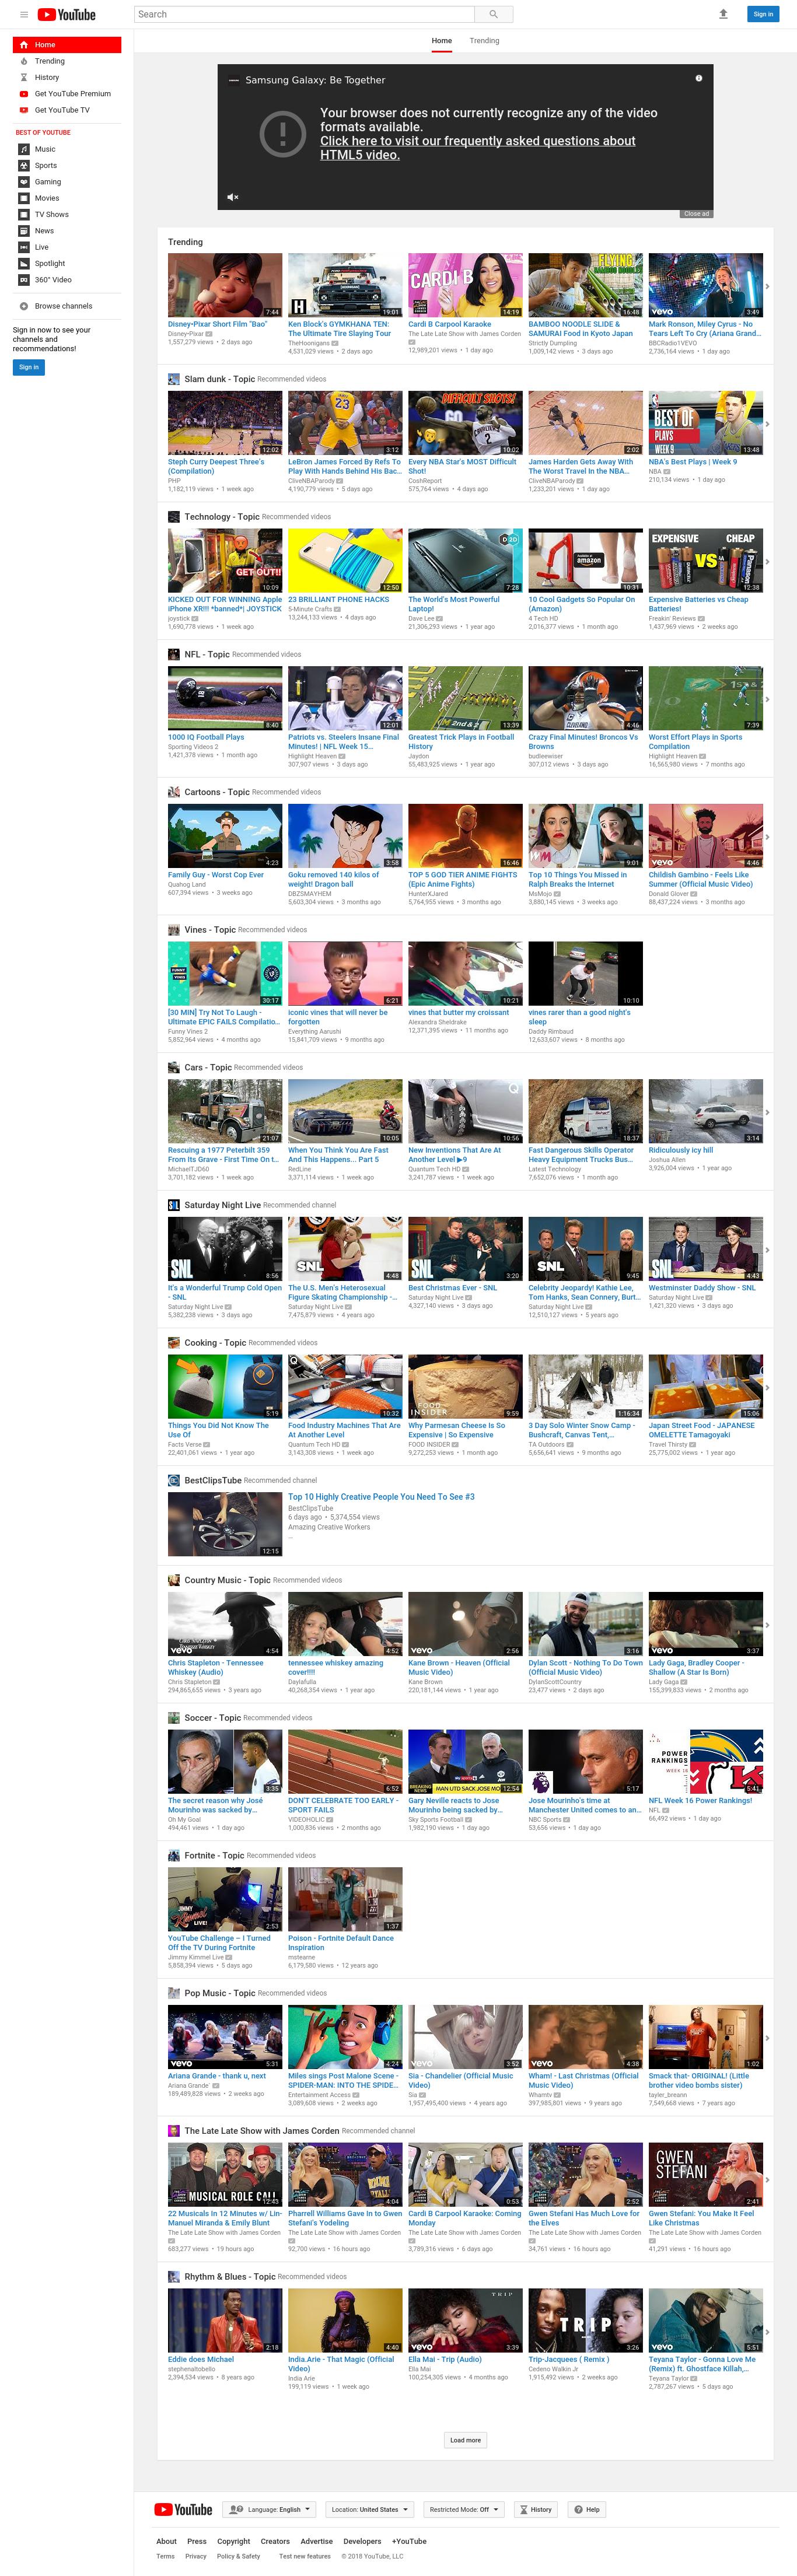 YouTube
Search
Sign in
Home
Trending
History
Get YouTube Premium
Get YouTube TV
BEST OF YOUTUBE
Music
Sports
Gaming
Movies
TV Shows
News
Live
Spotlight
360° Video
Browse channels
Sign in now to see your
channels and
recommendations!
Sign in
Home Trending
Samsung Galaxy: Be Together
Your browser does not currently recognize any of the video
formats available.
Click here to visit our frequently asked questions about
HTML5 video.
Close ad
Trending
7:44
Disney•Pixar Short Film "Bao"
Disney•Pixar
1,557,279 views • 2 days ago
19:01
Ken Block's GYMKHANA TEN:
The Ultimate Tire Slaying Tour
TheHoonigans
4,531,029 views • 2 days ago
CARDI B
14:19
Cardi B Carpool Karaoke
The Late Late Show with James Corden
12,989,201 views • 1 day ago
FLYING
BAMBOO NOODLES
16:48
BAMBOO NOODLE SLIDE &
SAMURAI Food in Kyoto Japan
Strictly Dumpling
1,009,142 views • 3 days ago
vevo
3:49
Mark Ronson, Miley Cyrus - No
Tears Left To Cry (Ariana Grand...
BBCRadio1VEVO
2,736,164 views • 1 day ago
Slam dunk - Topic Recommended videos
12:02
Steph Curry Deepest Three's
(Compilation)
PHP
1,182,119 views • 1 week ago
3:12
LeBron James Forced By Refs To
Play With Hands Behind His Bac...
CliveNBAParody
4,190,779 views • 5 days ago
DIFFICULT SHOTS!
10:02
Every NBA Star's MOST Difficult
Shot!
CoshReport
575,764 views • 4 days ago
2:02
James Harden Gets Away With
The Worst Travel In the NBA...
CliveNBAParody
1,233,201 views • 1 day ago
BEST OF
PLAYS
WEEK 9
13:48
NBA's Best Plays | Week 9
NBA
210,134 views • 1 day ago
Technology - Topic Recommended videos
GET OUT!!
10:09
KICKED OUT FOR WINNING Apple
iPhone XR!!! *banned*| JOYSTICK
joystick
1,690,778 views • 1 week ago
12:50
23 BRILLIANT PHONE HACKS
5-Minute Crafts
13,244,133 views • 4 days ago
7:28
The World's Most Powerful
Laptop!
Dave Lee
21,306,293 views • 1 year ago
amazon
10:31
10 Cool Gadgets So Popular On
(Amazon)
4 Tech HD
2,016,377 views • 1 month ago
EXPENSIVE CHEAP
VS
12:38
Expensive Batteries vs Cheap
Batteries!
Freakin' Reviews
1,437,969 views • 2 weeks ago
NFL - Topic Recommended videos
8:40
1000 IQ Football Plays
Sporting Videos 2
1,421,378 views • 1 month ago
12:01
Patriots vs. Steelers Insane Final
Minutes! | NFL Week 15...
Highlight Heaven
307,907 views • 3 days ago
13:39
Greatest Trick Plays in Football
History
Jaydon
55,483,925 views • 1 year ago
4:46
Crazy Final Minutes! Broncos Vs
Browns
budleewiser
307,012 views • 3 days ago
7:39
Worst Effort Plays in Sports
Compilation
Highlight Heaven
16,565,980 views • 7 months ago
Cartoons - Topic Recommended videos
4:23
Family Guy - Worst Cop Ever
Quahog Land
607,394 views • 3 weeks ago
3:58
Goku removed 140 kilos of
weight! Dragon ball
DBZSMAYHEM
5,603,304 views • 3 months ago
16:46
TOP 5 GOD TIER ANIME FIGHTS
(Epic Anime Fights)
HunterXJared
5,764,955 views • 3 months ago
9:01
Top 10 Things You Missed in
Ralph Breaks the Internet
MsMojo
3,880,145 views • 3 weeks ago
vevo
4:46
Childish Gambino - Feels Like
Summer (Official Music Video)
Donald Glover
88,437,224 views • 3 months ago
Vines - Topic Recommended videos
FUNNY
VINES
30:17
[30 MIN] Try Not To Laugh -
Ultimate EPIC FAILS Compilatio...
Funny Vines 2
5,852,964 views • 4 months ago
6:21
iconic vines that will never be
forgotten
Everything Aarushi
15,841,709 views • 9 months ago
10:21
vines that butter my croissant
Alexandra Sheldrake
12,371,395 views • 11 months ago
10:10
vines rarer than a good night's
sleep
Daddy Rimbaud
12,633,607 views • 8 months ago
Cars - Topic Recommended videos
21:07
Rescuing a 1977 Peterbilt 359
From Its Grave - First Time On t...
MichaelTJD60
3,701,182 views • 1 week ago
10:05
When You Think You Are Fast
And This Happens... Part 5
RedLine
3,371,114 views • 1 week ago
10:56
New Inventions That Are At
Another Level ▶9
Quantum Tech HD
3,241,787 views • 1 week ago
18:37
Fast Dangerous Skills Operator
Heavy Equipment Trucks Bus...
Latest Technology
7,652,076 views • 1 month ago
3:14
Ridiculously icy hill
Joshua Allen
3,926,004 views • 1 year ago
Saturday Night Live Recommended channel
SNL
8:56
It's a Wonderful Trump Cold Open
- SNL
Saturday Night Live
5,382,238 views • 3 days ago
SNL
4:48
The U.S. Men's Heterosexual
Figure Skating Championship -...
Saturday Night Live
7,475,879 views • 4 years ago
SNL
3:20
Best Christmas Ever - SNL
Saturday Night Live
4,327,140 views • 3 days ago
SNL
9:45
Celebrity Jeopardy! Kathie Lee,
Tom Hanks, Sean Connery, Burt...
Saturday Night Live
12,510,127 views • 5 years ago
SNL
4:43
Westminster Daddy Show - SNL
Saturday Night Live
1,421,320 views • 3 days ago
Cooking - Topic Recommended videos
5:19
Things You Did Not Know The
Use Of
Facts Verse
22,401,061 views • 1 year ago
10:32
Food Industry Machines That Are
At Another Level
Quantum Tech HD
3,143,308 views • 1 week ago
FOOD
INSIDER
9:59
Why Parmesan Cheese Is So
Expensive | So Expensive
FOOD INSIDER
9,272,253 views • 1 month ago
1:16:34
3 Day Solo Winter Snow Camp -
Bushcraft, Canvas Tent,...
TA Outdoors
5,656,641 views • 9 months ago
15:06
Japan Street Food - JAPANESE
OMELETTE Tamagoyaki
Travel Thirsty
25,775,002 views • 1 year ago
BestClipsTube Recommended channel
12:15
Top 10 Highly Creative People You Need To See #3
BestClipsTube
6 days ago • 5,374,554 views
Amazing Creative Workers
...
Country Music - Topic Recommended videos
vevo
4:54
Chris Stapleton - Tennessee
Whiskey (Audio)
Chris Stapleton
294,865,655 views • 3 years ago
4:52
tennessee whiskey amazing
cover!!!!
Daylafulla
40,268,354 views • 1 year ago
vevo
2:56
Kane Brown - Heaven (Official
Music Video)
Kane Brown
220,181,144 views • 1 year ago
3:16
Dylan Scott - Nothing To Do Town
(Official Music Video)
DylanScottCountry
23,477 views • 2 days ago
vevo
3:37
Lady Gaga, Bradley Cooper -
Shallow (A Star Is Born)
Lady Gaga
155,399,833 views • 2 months ago
Soccer - Topic Recommended videos
3:35
The secret reason why José
Mourinho was sacked by...
Oh My Goal
494,461 views • 1 day ago
6:52
DON'T CELEBRATE TOO EARLY -
SPORT FAILS
VIDEOHOLIC
1,000,836 views • 2 months ago
BREAKING NEWS
MAN UTD SACK JOSE MO
12:54
Gary Neville reacts to Jose
Mourinho being sacked by...
Sky Sports Football
1,982,190 views • 1 day ago
5:17
Jose Mourinho's time at
Manchester United comes to an...
NBC Sports
53,656 views • 1 day ago
POWER
RANKINGS
WEEK 16
5:41
NFL Week 16 Power Rankings!
NFL
66,492 views • 1 day ago
Fortnite - Topic Recommended videos
JIMMY
KIMMEL
LIVE!
2:53
YouTube Challenge – I Turned
Off the TV During Fortnite
Jimmy Kimmel Live
5,858,394 views • 5 days ago
1:37
Poison - Fortnite Default Dance
Inspiration
msteame
6,179,580 views • 12 years ago
Pop Music - Topic Recommended videos
vevo
5:31
Ariana Grande - thank u, next
Ariana Grande
189,489,828 views • 2 weeks ago
4:24
Miles sings Post Malone Scene -
SPIDER-MAN: INTO THE SPIDE...
Entertainment Access
3,089,608 views • 2 weeks ago
vevo
3:52
Sia - Chandelier (Official Music
Video)
Sia
1,957,495,400 views • 4 years ago
vevo
4:38
Wham! - Last Christmas (Official
Music Video)
Whamtv
397,985,801 views • 9 years ago
1:02
Smack that- ORIGINAL! (Little
brother video bombs sister)
tayler_breann
7,549,668 views • 7 years ago
The Late Late Show with James Corden Recommended channel
MUSICAL ROLE CALL
12:43
22 Musicals In 12 Minutes w/ Lin-
Manuel Miranda & Emily Blunt
The Late Late Show with James Corden
683,277 views • 19 hours ago
4:04
Pharrell Williams Gave In to Gwen
Stefani's Yodeling
The Late Late Show with James Corden
92,700 views • 16 hours ago
0:53
Cardi B Carpool Karaoke: Coming
Monday
The Late Late Show with James Corden
3,789,316 views • 6 days ago
2:52
Gwen Stefani Has Much Love for
the Elves
The Late Late Show with James Corden
34,761 views • 16 hours ago
GWEN
STEFANI
2:41
Gwen Stefani: You Make It Feel
Like Christmas
The Late Late Show with James Corden
41,291 views • 16 hours ago
Rhythm & Blues - Topic Recommended videos
2:18
Eddie does Michael
stephenaltobello
2,394,534 views • 8 years ago
4:40
India.Arie - That Magic (Official
Video)
India Arie
199,119 views • 1 week ago
TRIP
vevo
3:39
Ella Mai - Trip (Audio)
Ella Mai
100,254,305 views • 4 months ago
TRIP
3:26
Trip-Jacquees ( Remix )
Cedeno Walkin Jr
1,915,492 views • 2 weeks ago
vevo
5:51
Teyana Taylor - Gonna Love Me
(Remix) ft. Ghostface Killah,...
Teyana Taylor
2,787,267 views • 5 days ago
Load more
YouTube
Language: English
Location: United States
Restricted Mode: Off
History
Help
About Press Copyright Creators Advertise Developers +YouTube
Terms Privacy Policy & Safety Test new features © 2018 YouTube, LLC